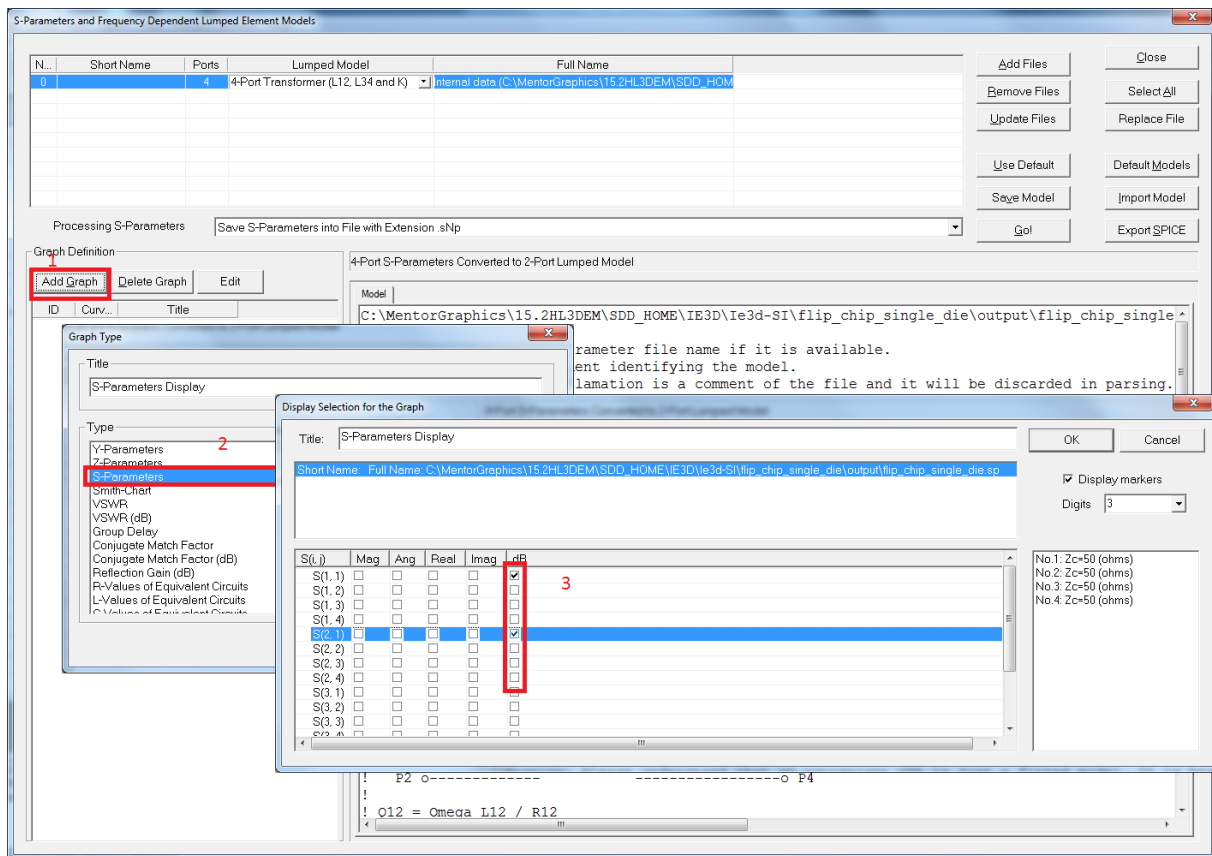 S-Parameters and Frequency Dependent Lumped Element Models
N... Short Name Ports Lumped Model Full Name
0 4 4-Port Transformer (L12, L34 and K) Internal data (C:\MentorGraphics\15.2HL3DEM\SDD_HOM
Add Files Close
Remove Files Select All
Update Files Replace File
Use Default Default Models
Save Model Import Model
Processing S-Parameters Save S-Parameters into File with Extension .sNp Go! Export SPICE
Graph Definition
1
4-Port S-Parameters Converted to 2-Port Lumped Model
Add Graph Delete Graph Edit
Model
ID Curv... Title
C:\MentorGraphics\15.2HL3DEM\SDD_HOME\IE3D\Ie3d-SI\flip_chip_single_die\output\flip_chip_single
Graph Type
rameter file name if it is available.
ent identifying the model.
lamation is a comment of the file and it will be discarded in parsing.
Title
S-Parameters Display
Type
2
Y-Parameters
Z-Parameters
S-Parameters
Smith-Chart
VSWR
VSWR (dB)
Group Delay
Conjugate Match Factor
Conjugate Match Factor (dB)
Reflection Gain (dB)
R-Values of Equivalent Circuits
L-Values of Equivalent Circuits
C-Values of Equivalent Circuits
Display Selection for the Graph
Title: S-Parameters Display OK Cancel
Short Name: Full Name: C:\MentorGraphics\15.2HL3DEM\SDD_HOME\IE3D\Ie3d-SI\flip_chip_single_die\output\flip_chip_single_die.sp
Display markers
Digits 3
S(i, j) Mag Ang Real Imag dB
S(1, 1)
S(1, 2)
S(1, 3)
S(1, 4)
S(2, 1)
S(2, 2)
S(2, 3)
S(2, 4)
S(3, 1)
S(3, 2)
S(3, 3)
S(3, 4)
3
No.1: Zc=50 (ohms)
No.2: Zc=50 (ohms)
No.3: Zc=50 (ohms)
No.4: Zc=50 (ohms)
! P2 o------------- -----------------o P4
!
! Q12 = Omega L12 / R12